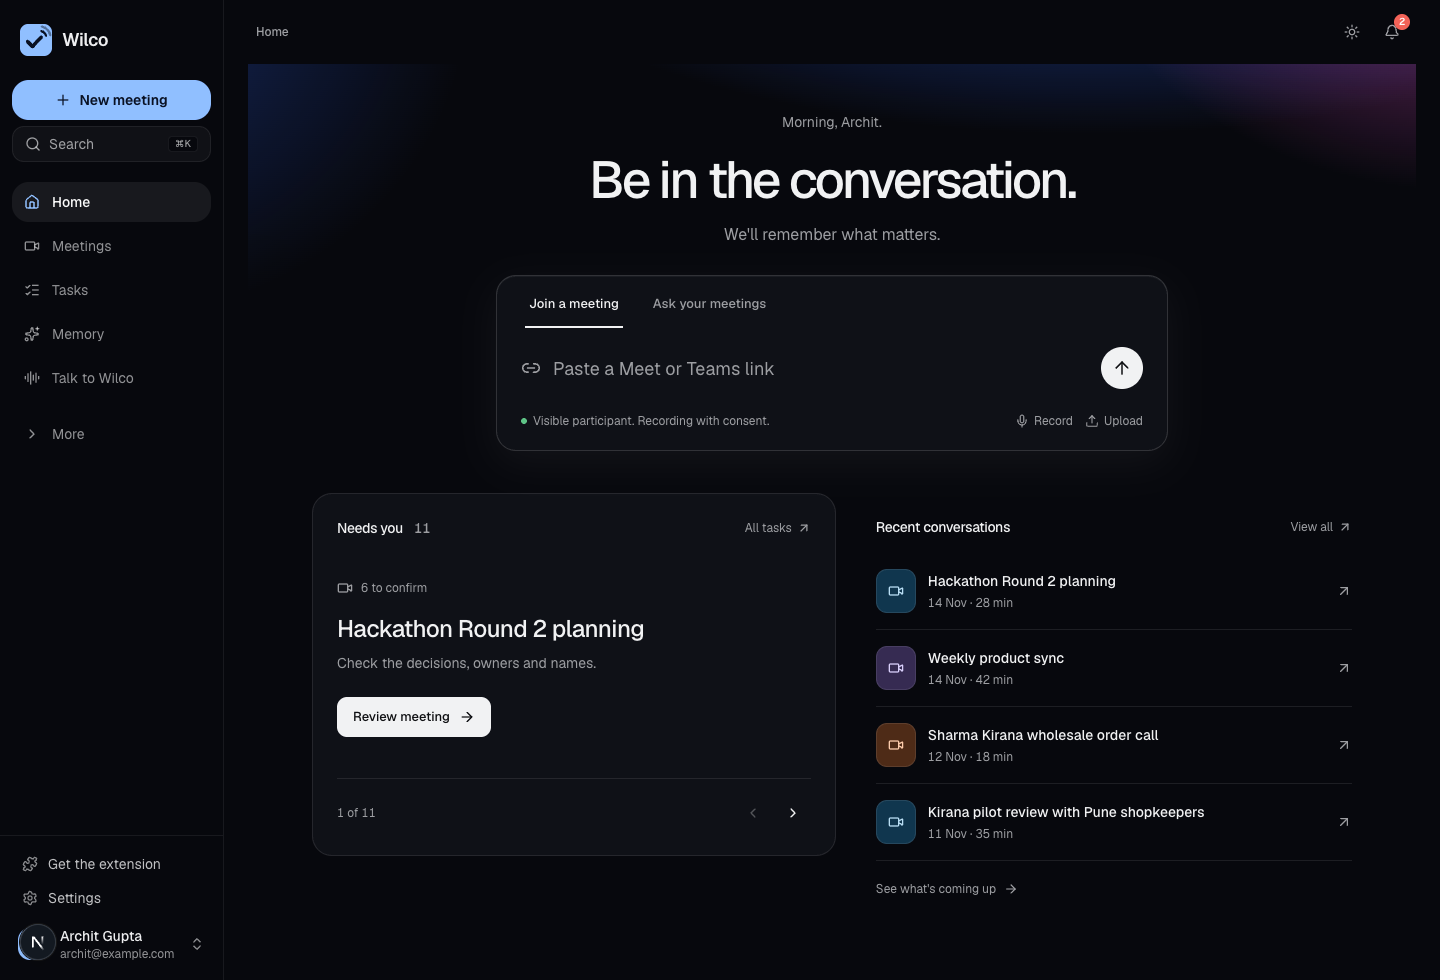 Wilco
New meeting
Search ⌘K
Home
Meetings
Tasks
Memory
Talk to Wilco
More
Get the extension
Settings
N
Archit Gupta
archit@example.com
Home
2
Morning, Archit.
Be in the conversation.
We'll remember what matters.
Join a meeting Ask your meetings
Paste a Meet or Teams link
Visible participant. Recording with consent. Record Upload
Needs you 11 All tasks
6 to confirm
Hackathon Round 2 planning
Check the decisions, owners and names.
Review meeting
1 of 11
Recent conversations View all
Hackathon Round 2 planning
14 Nov · 28 min
Weekly product sync
14 Nov · 42 min
Sharma Kirana wholesale order call
12 Nov · 18 min
Kirana pilot review with Pune shopkeepers
11 Nov · 35 min
See what's coming up